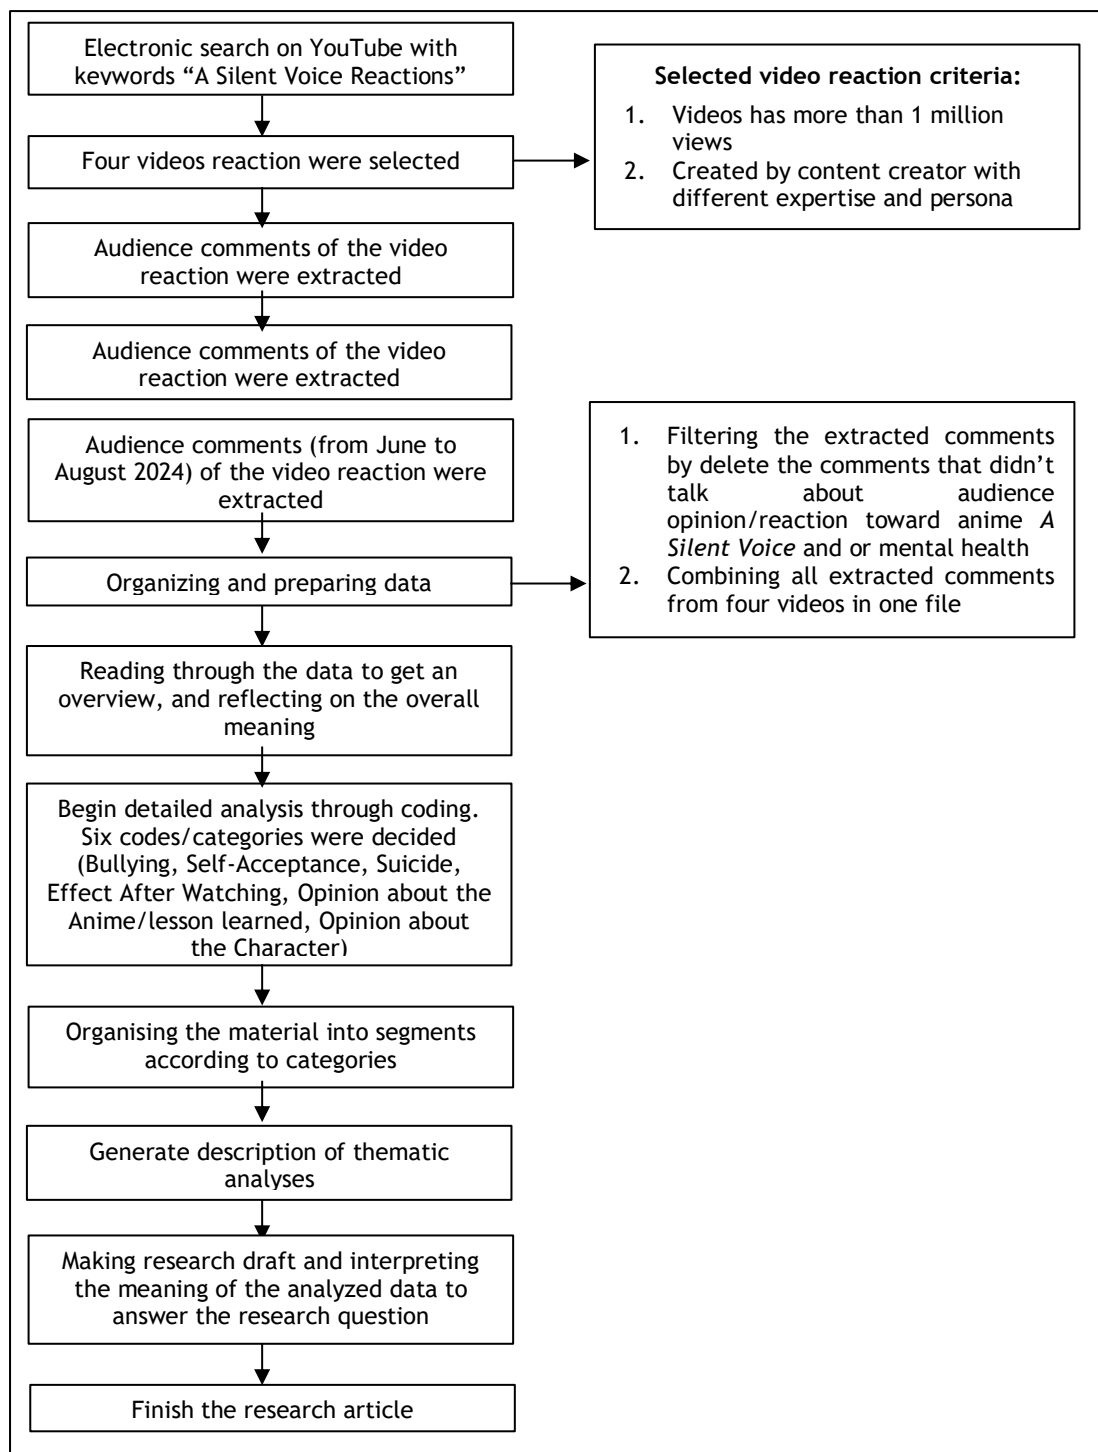 Electronic search on YouTube with
keywords “A Silent Voice Reactions”
Selected video reaction criteria:
1. Videos has more than 1 million
views
2. Created by content creator with
different expertise and persona
Four videos reaction were selected
Audience comments of the video
reaction were extracted
Audience comments of the video
reaction were extracted
Audience comments (from June to
August 2024) of the video reaction were
extracted
1. Filtering the extracted comments
by delete the comments that didn’t
talk about audience
opinion/reaction toward anime A
Silent Voice and or mental health
2. Combining all extracted comments
from four videos in one file
Organizing and preparing data
Reading through the data to get an
overview, and reflecting on the overall
meaning
Begin detailed analysis through coding.
Six codes/categories were decided
(Bullying, Self-Acceptance, Suicide,
Effect After Watching, Opinion about the
Anime/lesson learned, Opinion about
the Character)
Organising the material into segments
according to categories
Generate description of thematic
analyses
Making research draft and interpreting
the meaning of the analyzed data to
answer the research question
Finish the research article